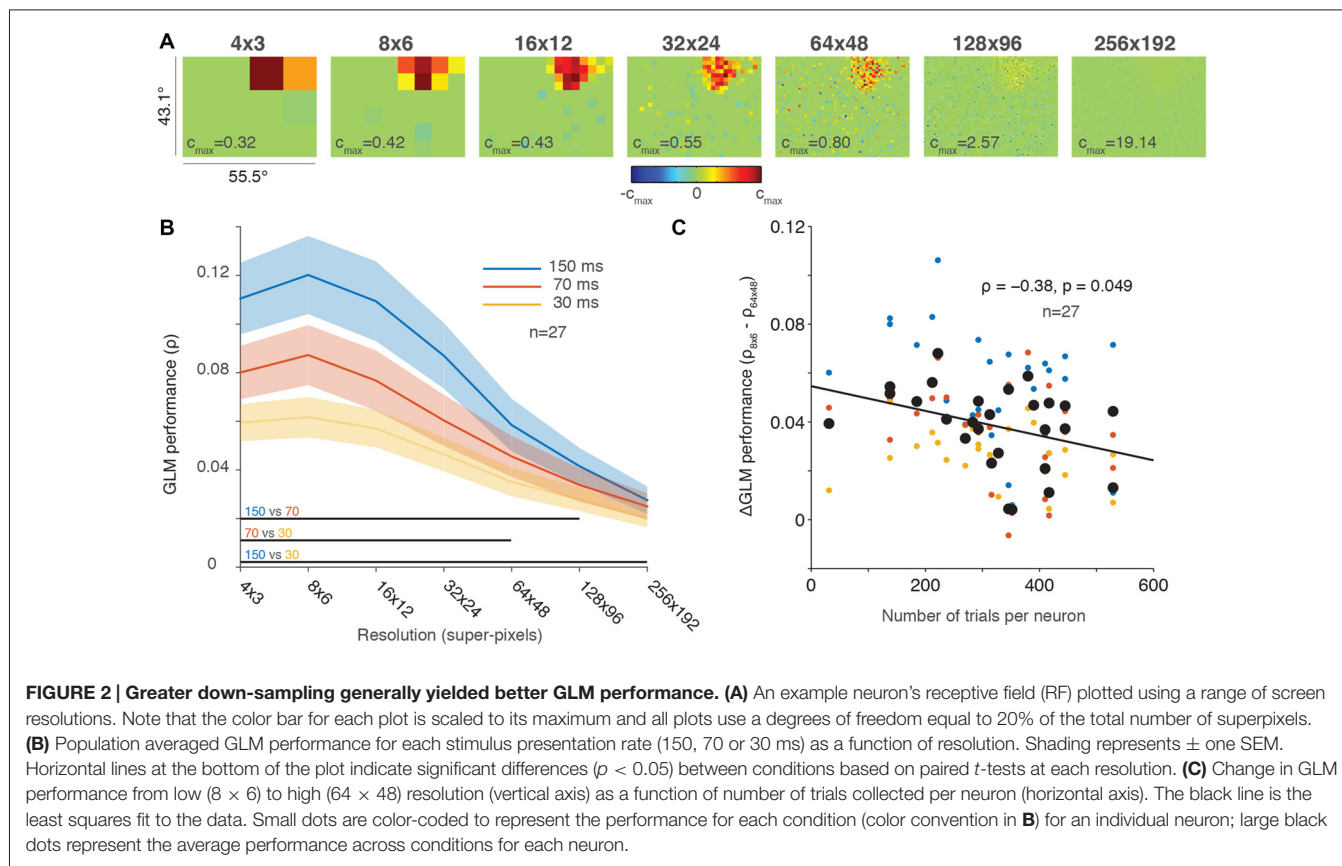 A 4x3 8x6 16x12 32x24 64x48 128x96 256x192
43.1°
c_max=0.32 c_max=0.42 c_max=0.43 c_max=0.55 c_max=0.80 c_max=2.57 c_max=19.14
55.5°
-c_max 0 c_max
B
GLM performance (ρ)
0.12
0.08
0.04
0
150 ms
70 ms
30 ms
n=27
150 vs 70
70 vs 30
150 vs 30
4x3 8x6 16x12 32x24 64x48 128x96 256x192
Resolution (super-pixels)
C
ΔGLM performance (ρ8x6 - ρ64x48)
0.12
0.08
0.04
0
ρ = −0.38, p = 0.049
n=27
0 200 400 600
Number of trials per neuron
FIGURE 2 | Greater down-sampling generally yielded better GLM performance. (A) An example neuron's receptive field (RF) plotted using a range of screen
resolutions. Note that the color bar for each plot is scaled to its maximum and all plots use a degrees of freedom equal to 20% of the total number of superpixels.
(B) Population averaged GLM performance for each stimulus presentation rate (150, 70 or 30 ms) as a function of resolution. Shading represents ± one SEM.
Horizontal lines at the bottom of the plot indicate significant differences (p < 0.05) between conditions based on paired t-tests at each resolution. (C) Change in GLM
performance from low (8 × 6) to high (64 × 48) resolution (vertical axis) as a function of number of trials collected per neuron (horizontal axis). The black line is the
least squares fit to the data. Small dots are color-coded to represent the performance for each condition (color convention in B) for an individual neuron; large black
dots represent the average performance across conditions for each neuron.